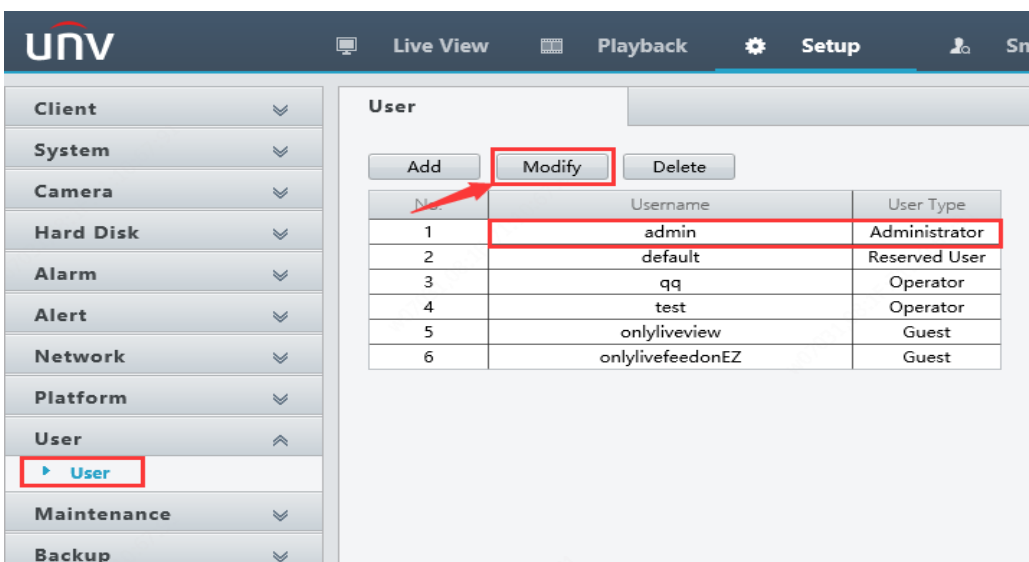 unv
Live View Playback Setup Sn
Client
System
Camera
Hard Disk
Alarm
Alert
Network
Platform
User
User
Maintenance
Backup
User
Add Modify Delete
No. Username User Type
1 admin Administrator
2 default Reserved User
3 qq Operator
4 test Operator
5 onlyliveview Guest
6 onlylivefeedonEZ Guest